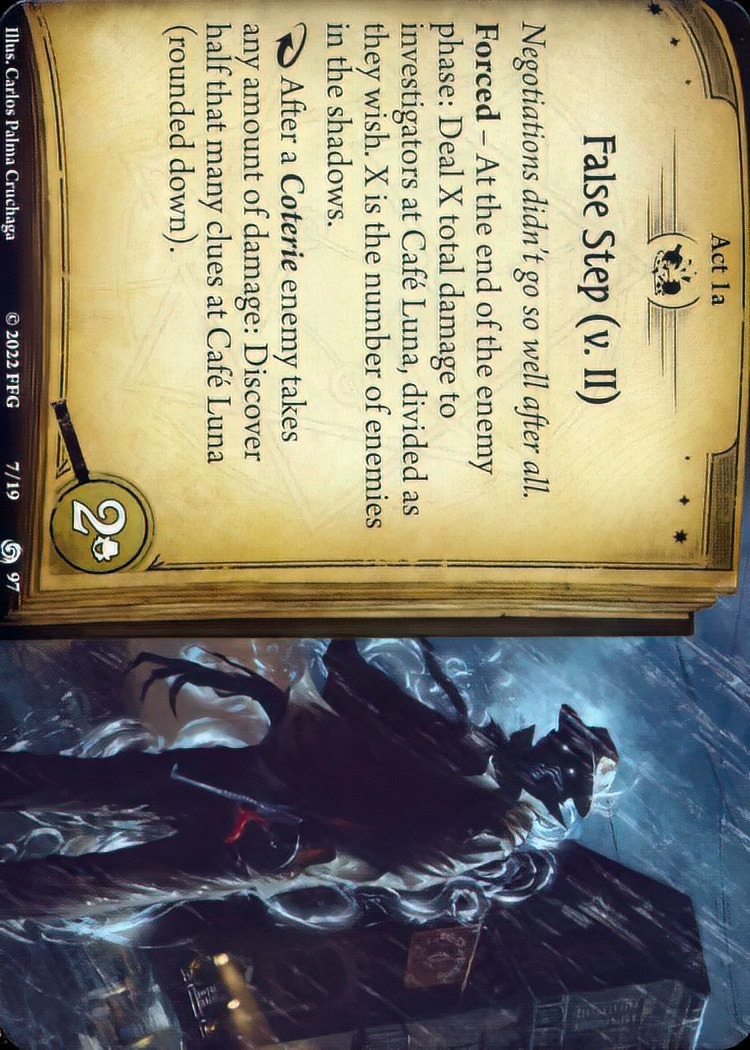 Act 1a
False Step (v. II)
Negotiations didn't go so well after all.
Forced – At the end of the enemy
phase: Deal X total damage to
investigators at Café Luna, divided as
they wish. X is the number of enemies
in the shadows.
After a Coterie enemy takes
any amount of damage: Discover
half that many clues at Café Luna
(rounded down).
2
Illus. Carlos Palma Cruchaga © 2022 FFG 7/19 97